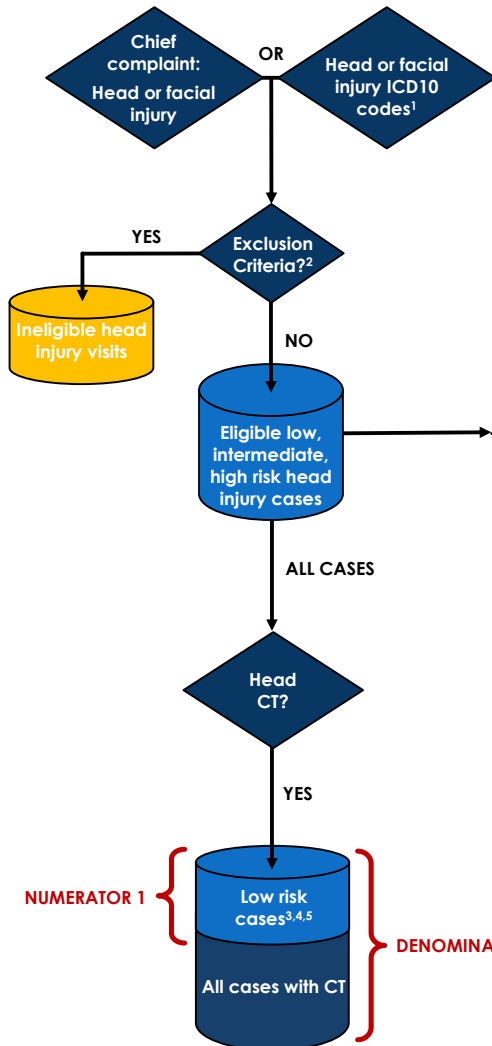 Chief
complaint:
Head or facial
injury
OR
Head or facial
injury ICD10
codes¹
YES
Exclusion
Criteria?²
Ineligible head
injury visits
NO
Eligible low,
intermediate,
high risk head
injury cases
ALL CASES
Head
CT?
YES
NUMERATOR 1
Low risk
cases³,⁴,⁵
DENOMINA
All cases with CT